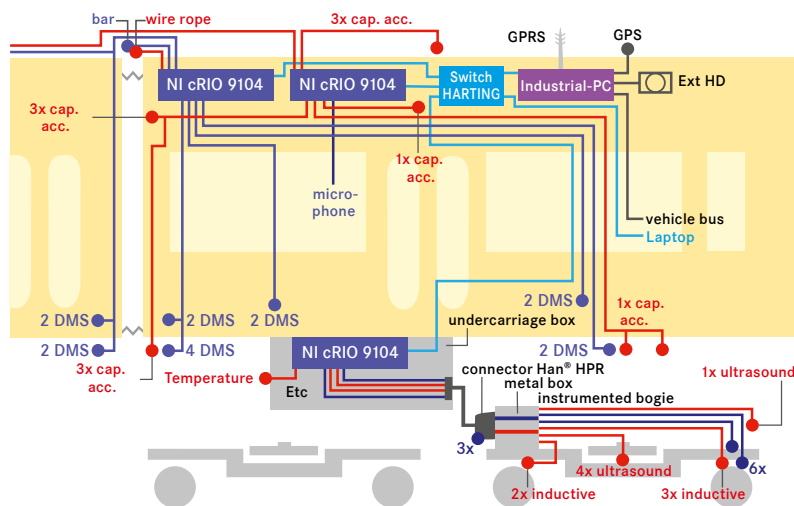 bar
wire rope
3x cap. acc.
GPRS
GPS
NI cRIO 9104
NI cRIO 9104
Switch
HARTING
Industrial-PC
Ext HD
3x cap.
acc.
1x cap.
acc.
micro-
phone
vehicle bus
Laptop
2 DMS
2 DMS
2 DMS
2 DMS
1x cap.
acc.
2 DMS
4 DMS
2 DMS
undercarriage box
NI cRIO 9104
3x cap.
acc.
Temperature
Etc
connector Han® HPR
metal box
instrumented bogie
1x ultrasound
3x
4x ultrasound
6x
2x inductive
3x inductive